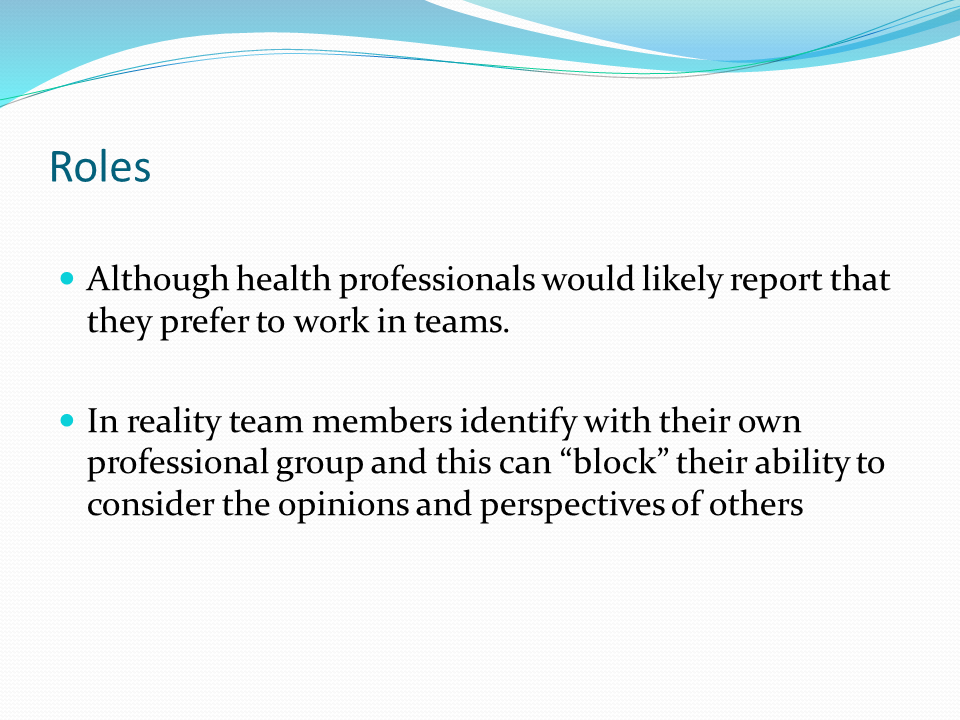 Roles
Although health professionals would likely report that
they prefer to work in teams.
In reality team members identify with their own
professional group and this can “block” their ability to
consider the opinions and perspectives of others